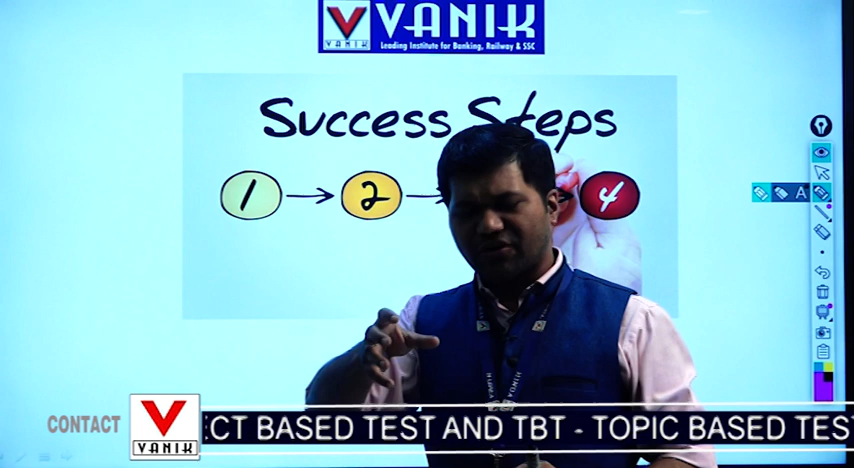 VANIK
VANIK
Leading Institute for Banking, Railway & SSC
Success Steps
1
2
4
A
CONTACT
VANIK
ECT BASED TEST AND TBT - TOPIC BASED TEST